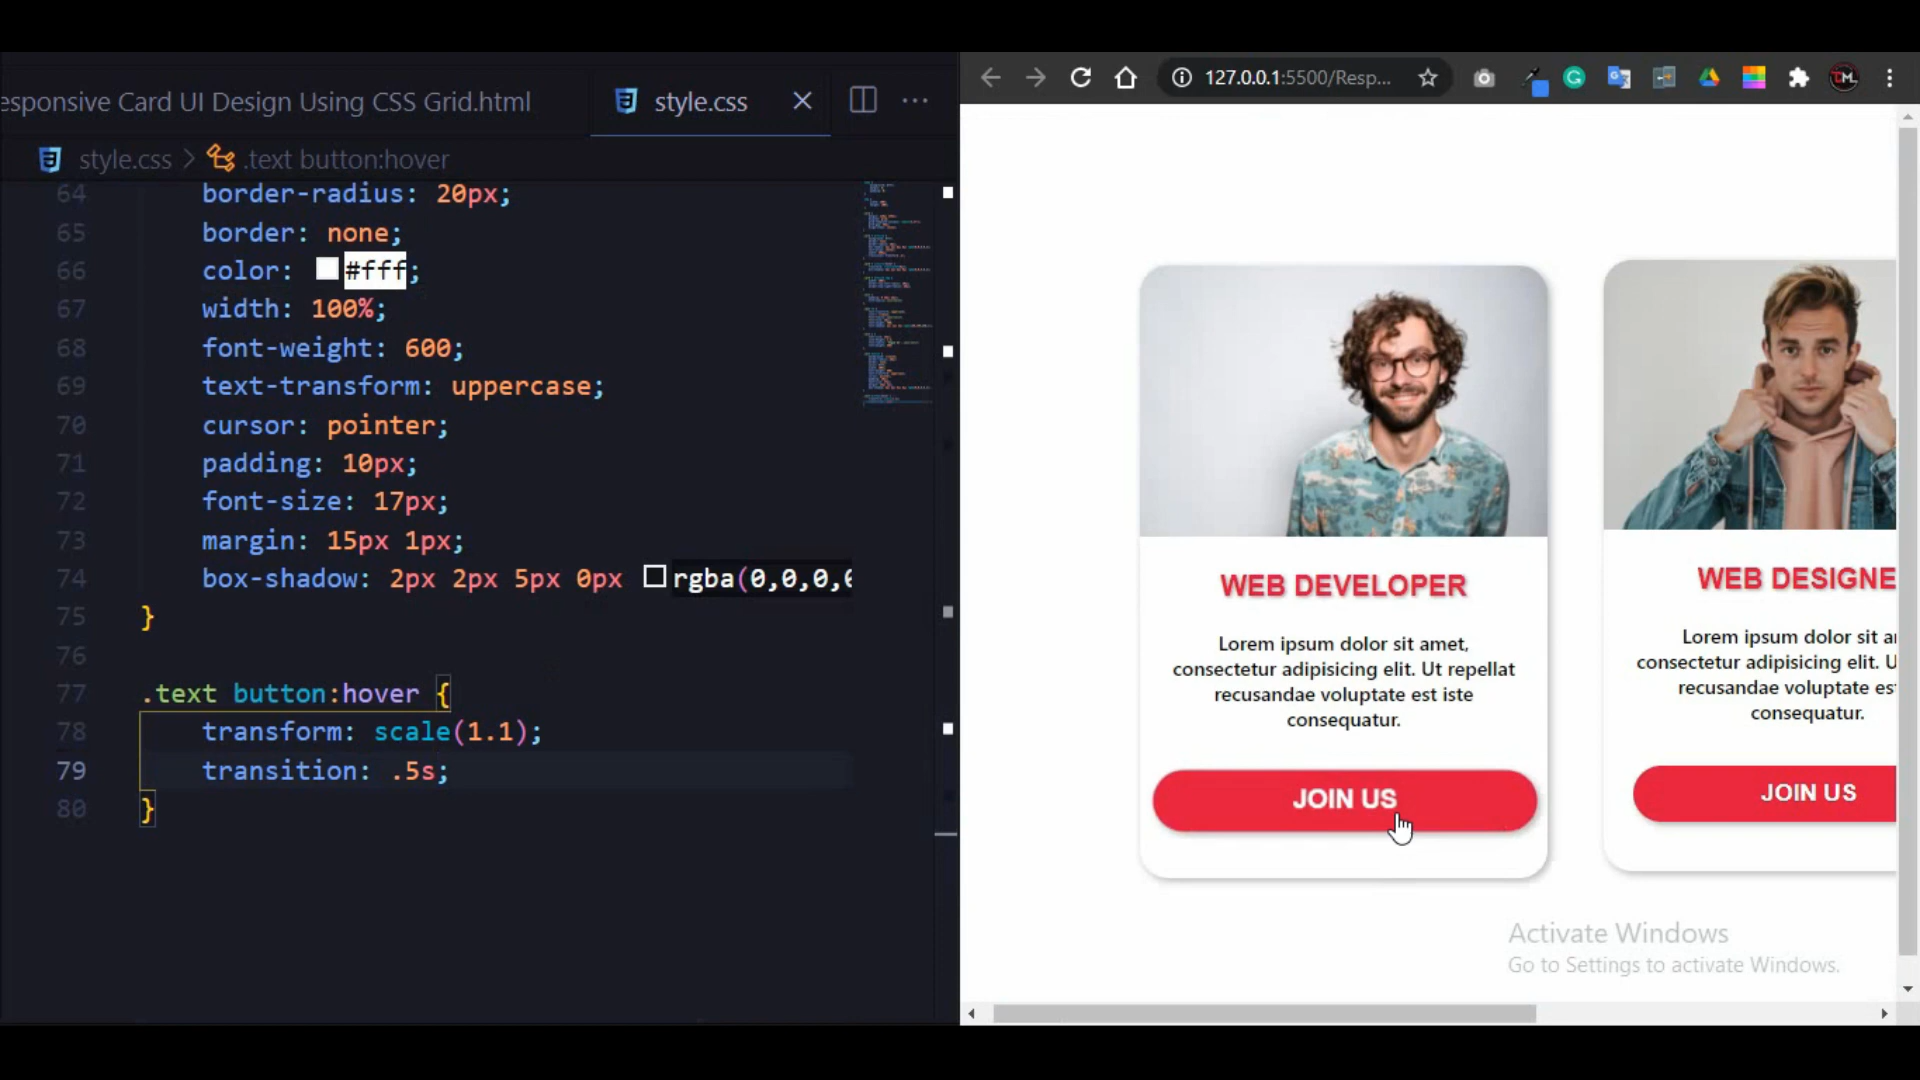 esponsive Card UI Design Using CSS Grid.html
style.css
style.css > .text button:hover
64 border-radius: 20px;
65 border: none;
66 color: #fff;
67 width: 100%;
68 font-weight: 600;
69 text-transform: uppercase;
70 cursor: pointer;
71 padding: 10px;
72 font-size: 17px;
73 margin: 15px 1px;
74 box-shadow: 2px 2px 5px 0px rgba(0,0,0,0
75 }
76
77 .text button:hover {
78 transform: scale(1.1);
79 transition: .5s;
80 }
127.0.0.1:5500/Resp...
TML
WEB DEVELOPER
Lorem ipsum dolor sit amet,
consectetur adipisicing elit. Ut repellat
recusandae voluptate est iste
consequatur.
JOIN US
WEB DESIGNE
Lorem ipsum dolor sit a
consectetur adipisicing elit. U
recusandae voluptate es
consequatur.
JOIN US
Activate Windows
Go to Settings to activate Windows.